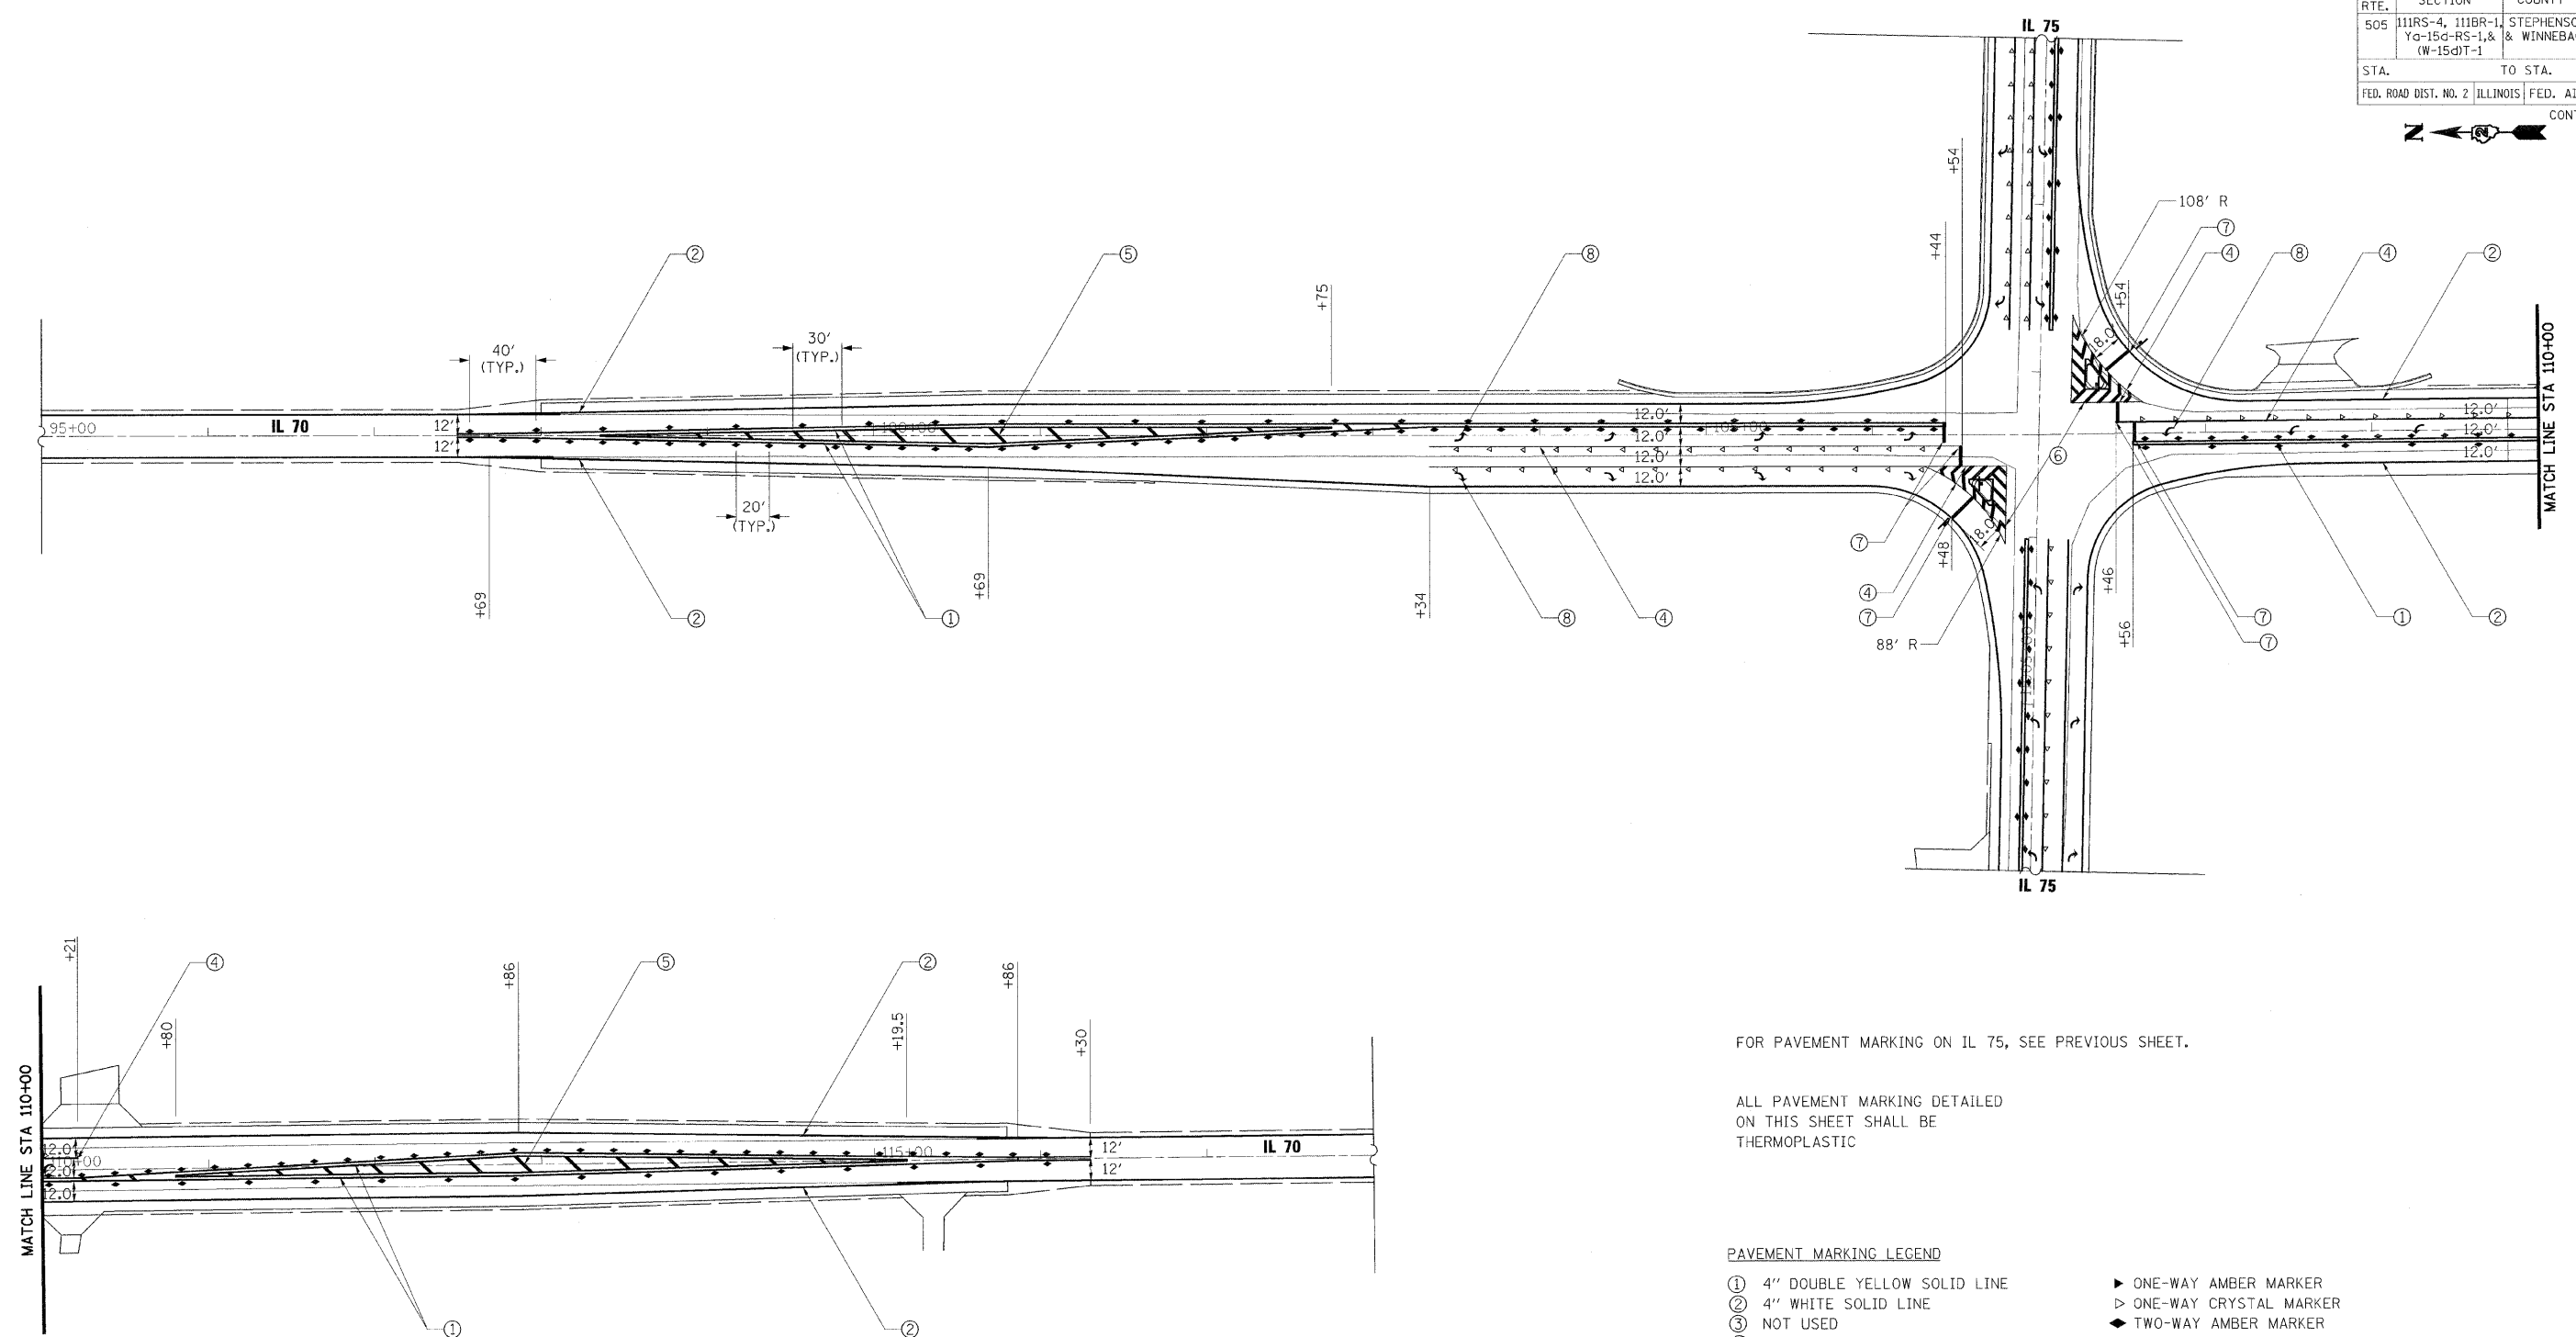 RTE. SECTION COUNTY
505 111RS-4, 111BR-1,
Ya-15d-RS-1,&
(W-15d)T-1
STA. TO STA.
FED. ROAD DIST. NO. 2 ILLINOIS
N
2
IL 75
+54
+44
108' R
7
4
+54
8
4
2
2
5
8
+75
40'
(TYP.)
30'
(TYP.)
18.0'
MATCH LINE STA 110+00
95+00
IL 70
12'
12'
12.0'
12.0'
12.0'
12.0'
12.0'
12.0'
12.0'
6
20'
(TYP.)
+69
+69
+34
7
+48
18.0'
4
7
88' R
+46
+56
2
1
8
4
7
7
1
2
IL 75
+21
4
+80
+86
5
+19.5
2
+86
+30
MATCH LINE STA 110+00
12.0'
110+00
12.0'
12.0'
115+00
12'
12'
IL 70
1
2
FOR PAVEMENT MARKING ON IL 75, SEE PREVIOUS SHEET.
ALL PAVEMENT MARKING DETAILED
ON THIS SHEET SHALL BE
THERMOPLASTIC
PAVEMENT MARKING LEGEND
1 4" DOUBLE YELLOW SOLID LINE
2 4" WHITE SOLID LINE
3 NOT USED
ONE-WAY AMBER MARKER
ONE-WAY CRYSTAL MARKER
TWO-WAY AMBER MARKER